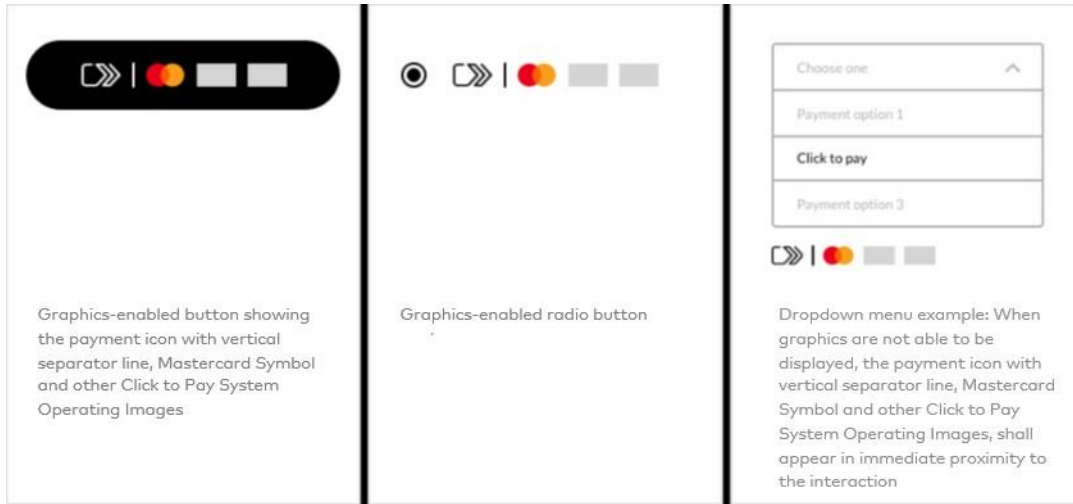 Graphics-enabled button showing
the payment icon with vertical
separator line, Mastercard Symbol
and other Click to Pay System
Operating Images
Graphics-enabled radio button
Choose one
Payment option 1
Click to pay
Payment option 3
Dropdown menu example: When
graphics are not able to be
displayed, the payment icon with
vertical separator line, Mastercard
Symbol and other Click to Pay
System Operating Images, shall
appear in immediate proximity to
the interaction